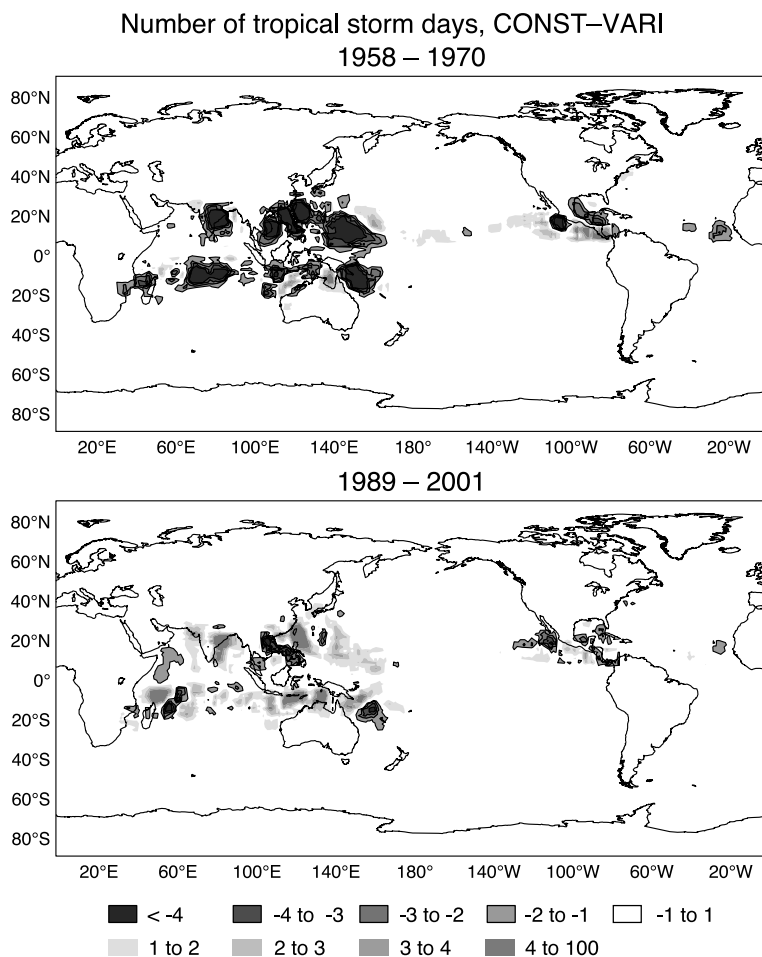 Number of tropical storm days, CONST–VARI
1958 – 1970
80°N
60°N
40°N
20°N
0°
20°S
40°S
60°S
80°S
20°E 60°E 100°E 140°E 180° 140°W 100°W 60°W 20°W
1989 – 2001
80°N
60°N
40°N
20°N
0°
20°S
40°S
60°S
80°S
20°E 60°E 100°E 140°E 180° 140°W 100°W 60°W 20°W
< -4 -4 to -3 -3 to -2 -2 to -1 -1 to 1
1 to 2 2 to 3 3 to 4 4 to 100